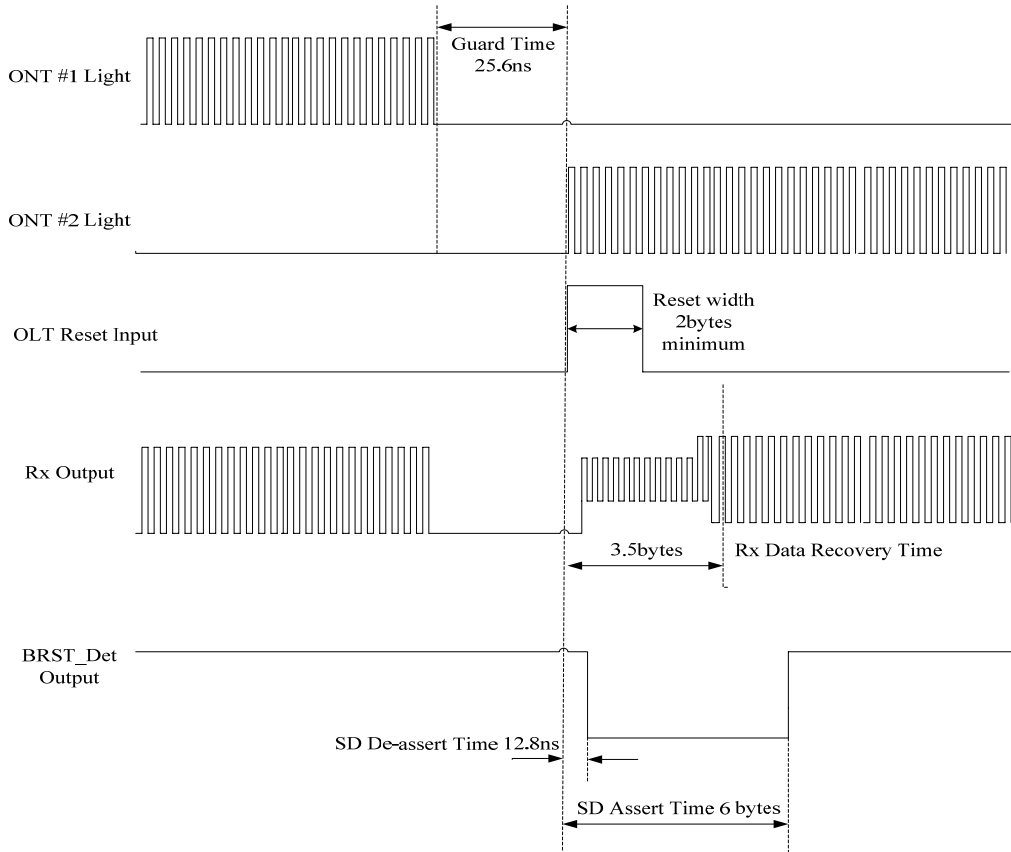 Guard Time
25.6ns
ONT #1 Light
ONT #2 Light
Reset width
2bytes
minimum
OLT Reset Input
Rx Output
3.5bytes
Rx Data Recovery Time
BRST_Det
Output
SD De-assert Time 12.8ns
SD Assert Time 6 bytes